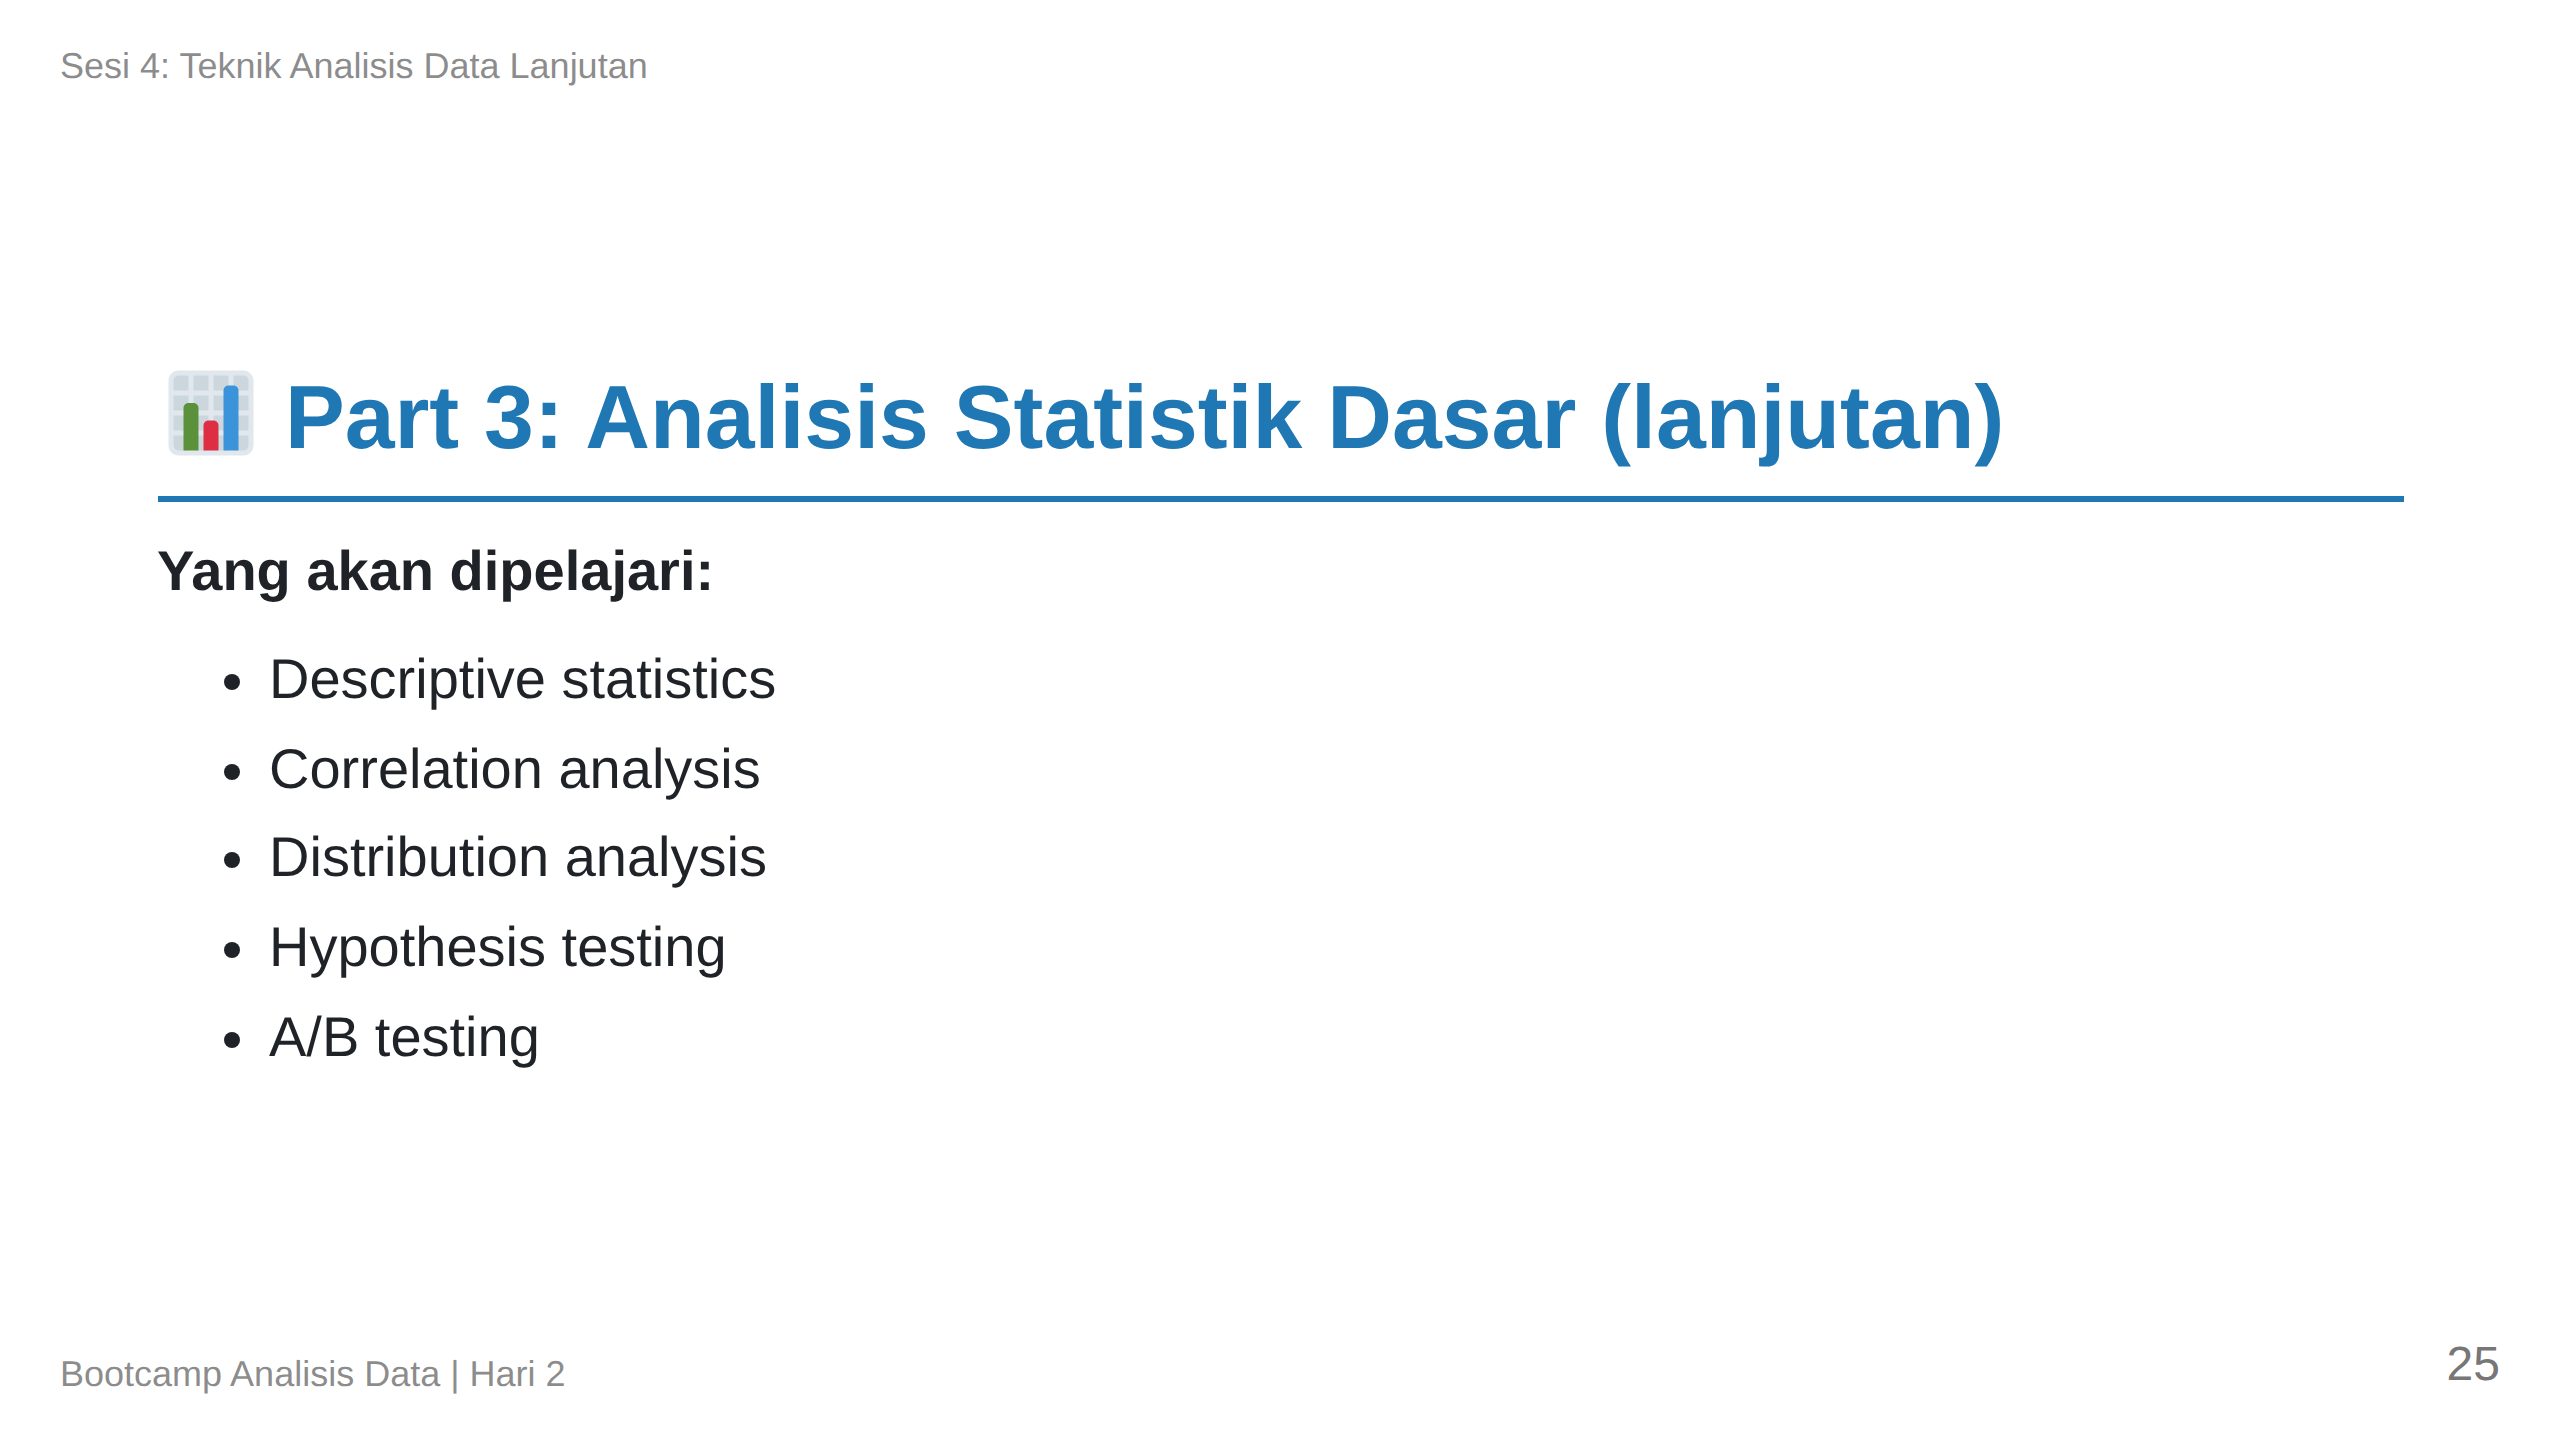 Sesi 4: Teknik Analisis Data Lanjutan
📊 Part 3: Analisis Statistik Dasar (lanjutan)
Yang akan dipelajari:
• Descriptive statistics
• Correlation analysis
• Distribution analysis
• Hypothesis testing
• A/B testing
Bootcamp Analisis Data | Hari 2
25